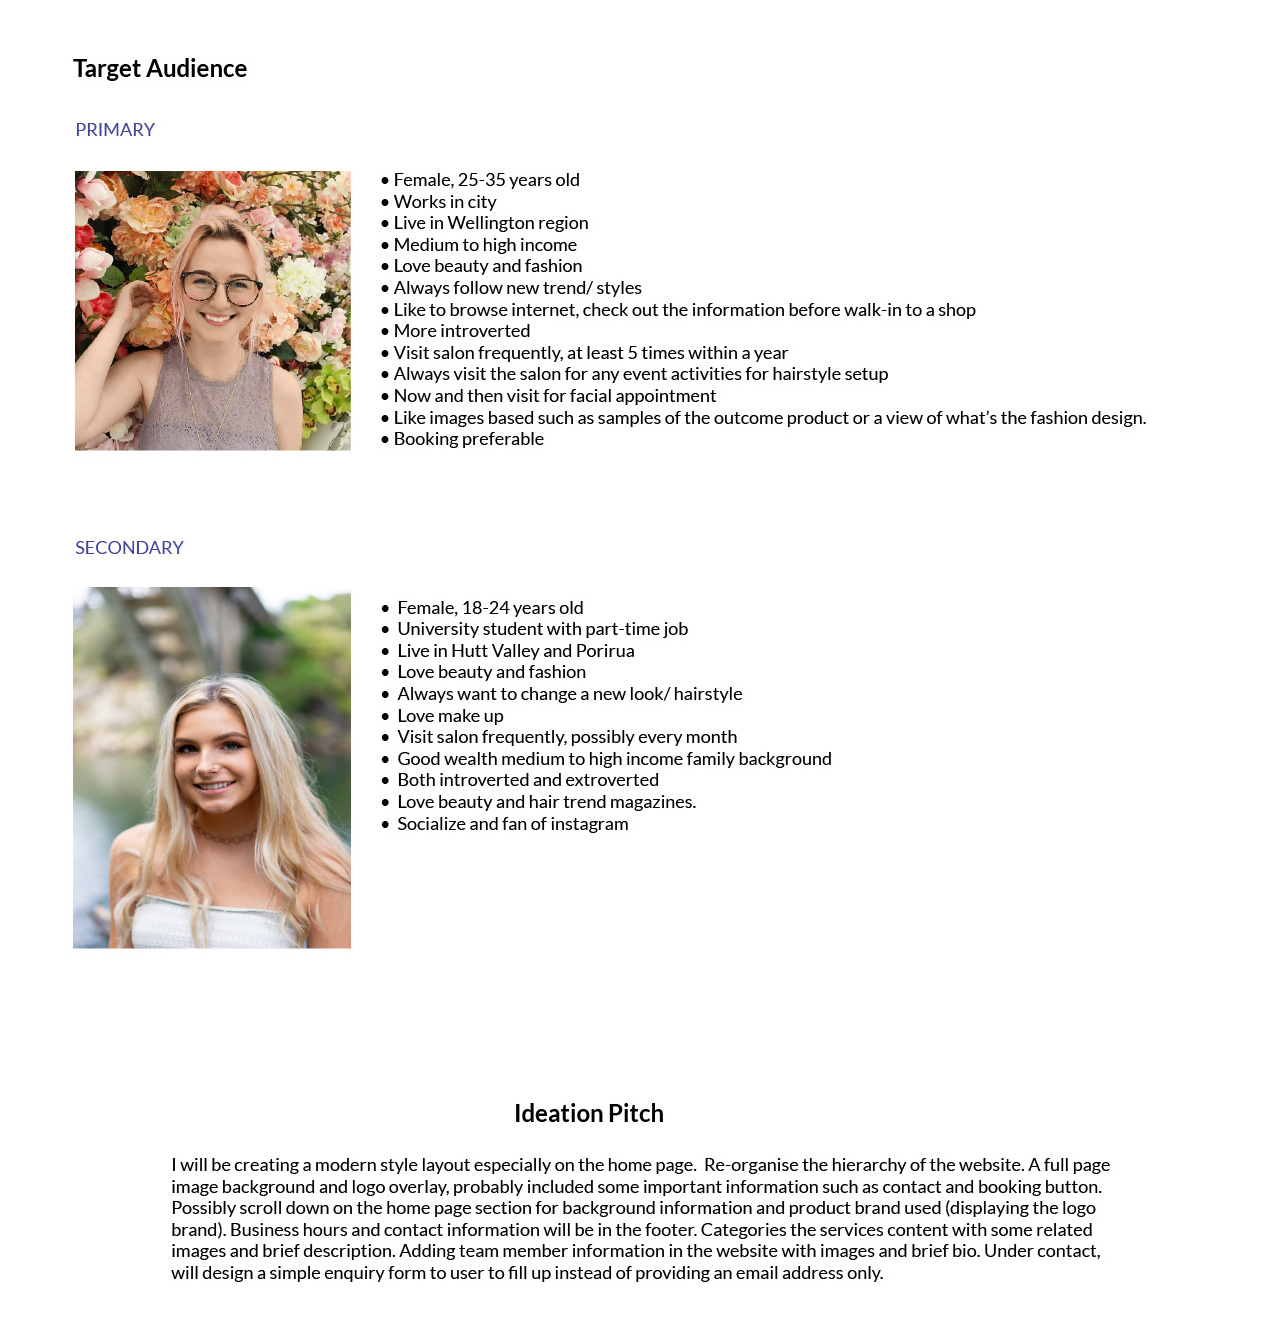 Target Audience
PRIMARY
• Female, 25-35 years old
• Works in city
• Live in Wellington region
• Medium to high income
• Love beauty and fashion
• Always follow new trend/ styles
• Like to browse internet, check out the information before walk-in to a shop
• More introverted
• Visit salon frequently, at least 5 times within a year
• Always visit the salon for any event activities for hairstyle setup
• Now and then visit for facial appointment
• Like images based such as samples of the outcome product or a view of what’s the fashion design.
• Booking preferable
SECONDARY
• Female, 18-24 years old
• University student with part-time job
• Live in Hutt Valley and Porirua
• Love beauty and fashion
• Always want to change a new look/ hairstyle
• Love make up
• Visit salon frequently, possibly every month
• Good wealth medium to high income family background
• Both introverted and extroverted
• Love beauty and hair trend magazines.
• Socialize and fan of instagram
Ideation Pitch
I will be creating a modern style layout especially on the home page.  Re-organise the hierarchy of the website. A full page
image background and logo overlay, probably included some important information such as contact and booking button.
Possibly scroll down on the home page section for background information and product brand used (displaying the logo
brand). Business hours and contact information will be in the footer. Categories the services content with some related
images and brief description. Adding team member information in the website with images and brief bio. Under contact,
will design a simple enquiry form to user to fill up instead of providing an email address only.